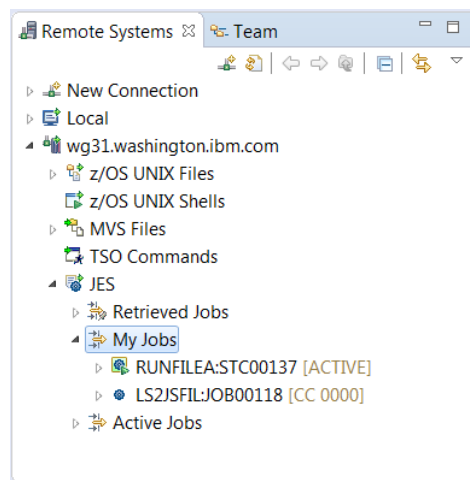 Remote Systems Team
New Connection
Local
wg31.washington.ibm.com
z/OS UNIX Files
z/OS UNIX Shells
MVS Files
TSO Commands
JES
Retrieved Jobs
My Jobs
RUNFILEA:STC00137 [ACTIVE]
LS2JSFIL:JOB00118 [CC 0000]
Active Jobs